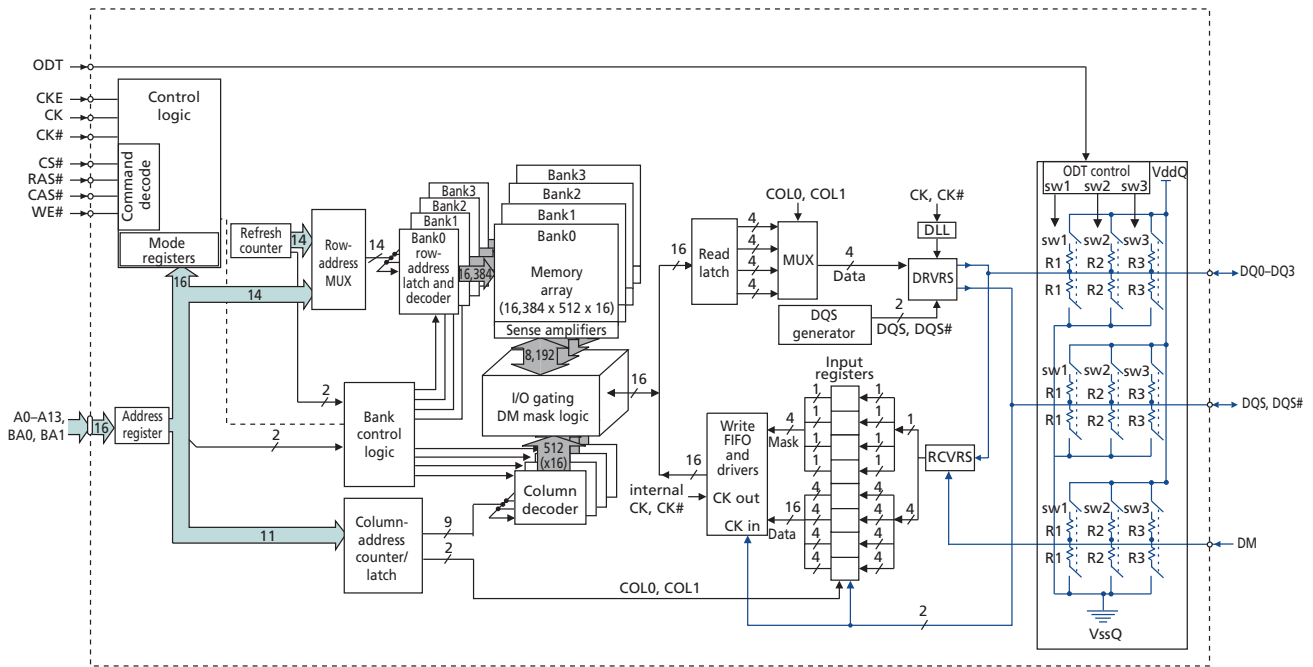 ODT
CKE
CK
CK#
CS#
RAS#
CAS#
WE#
Control
logic
Command
decode
Mode
registers
16
14
11
A0–A13,
BA0, BA1
16
Address
register
Refresh
counter
14
Row-
address
MUX
14
Bank3
Bank2
Bank1
Bank0
row-
address
latch and
decoder
16,384
Bank3
Bank2
Bank1
Bank0
Memory
array
(16,384 x 512 x 16)
Sense amplifiers
8,192
I/O gating
DM mask logic
16
2
2
Bank
control
logic
512
(x16)
Column
decoder
Column-
address
counter/
latch
9
2
COL0, COL1
16
Read
latch
4
4
4
4
COL0, COL1
MUX
4
Data
CK, CK#
DLL
DRVRS
DQS
generator
2
DQS, DQS#
Input
registers
1
1
1
1
1
1
1
1
1
4
Mask
Write
FIFO
and
drivers
CK out
CK in
16
internal
CK, CK#
16
Data
4
4
4
4
4
4
4
4
4
RCVRS
2
ODT control
VddQ
sw1 sw2 sw3
sw1 sw2 sw3
R1 R2 R3
R1 R2 R3
DQ0–DQ3
sw1 sw2 sw3
R1 R2 R3
R1 R2 R3
DQS, DQS#
sw1 sw2 sw3
R1 R2 R3
R1 R2 R3
DM
VssQ